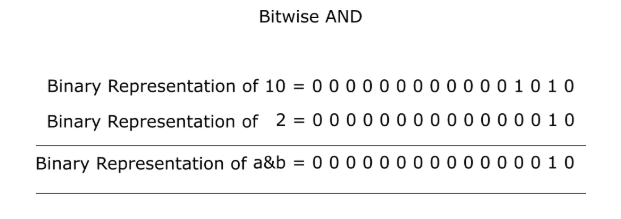 Bitwise AND
Binary Representation of 10 = 0 0 0 0 0 0 0 0 0 0 0 0 1 0 1 0
Binary Representation of 2 = 0 0 0 0 0 0 0 0 0 0 0 0 0 0 1 0
Binary Representation of a&b = 0 0 0 0 0 0 0 0 0 0 0 0 0 0 1 0